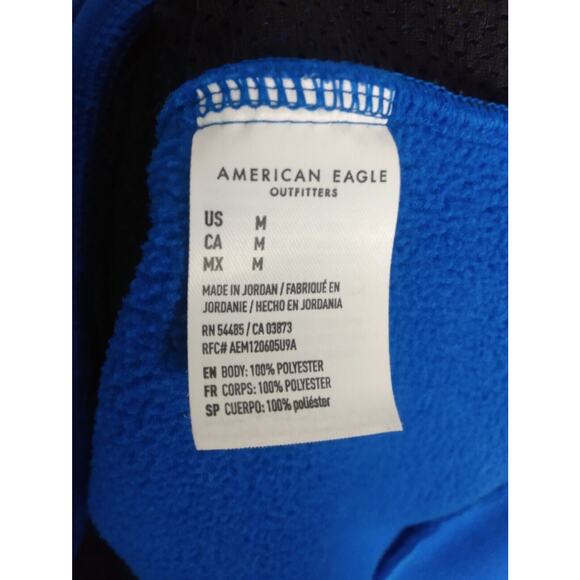 AMERICAN EAGLE
OUTFITTERS
US M
CA M
MX M
MADE IN JORDAN / FABRIQUÉ EN
JORDANIE / HECHO EN JORDANIA
RN 54485 / CA 03873
RFC# AEM120605U9A
EN BODY: 100% POLYESTER
FR CORPS: 100% POLYESTER
SP CUERPO: 100% poliéster